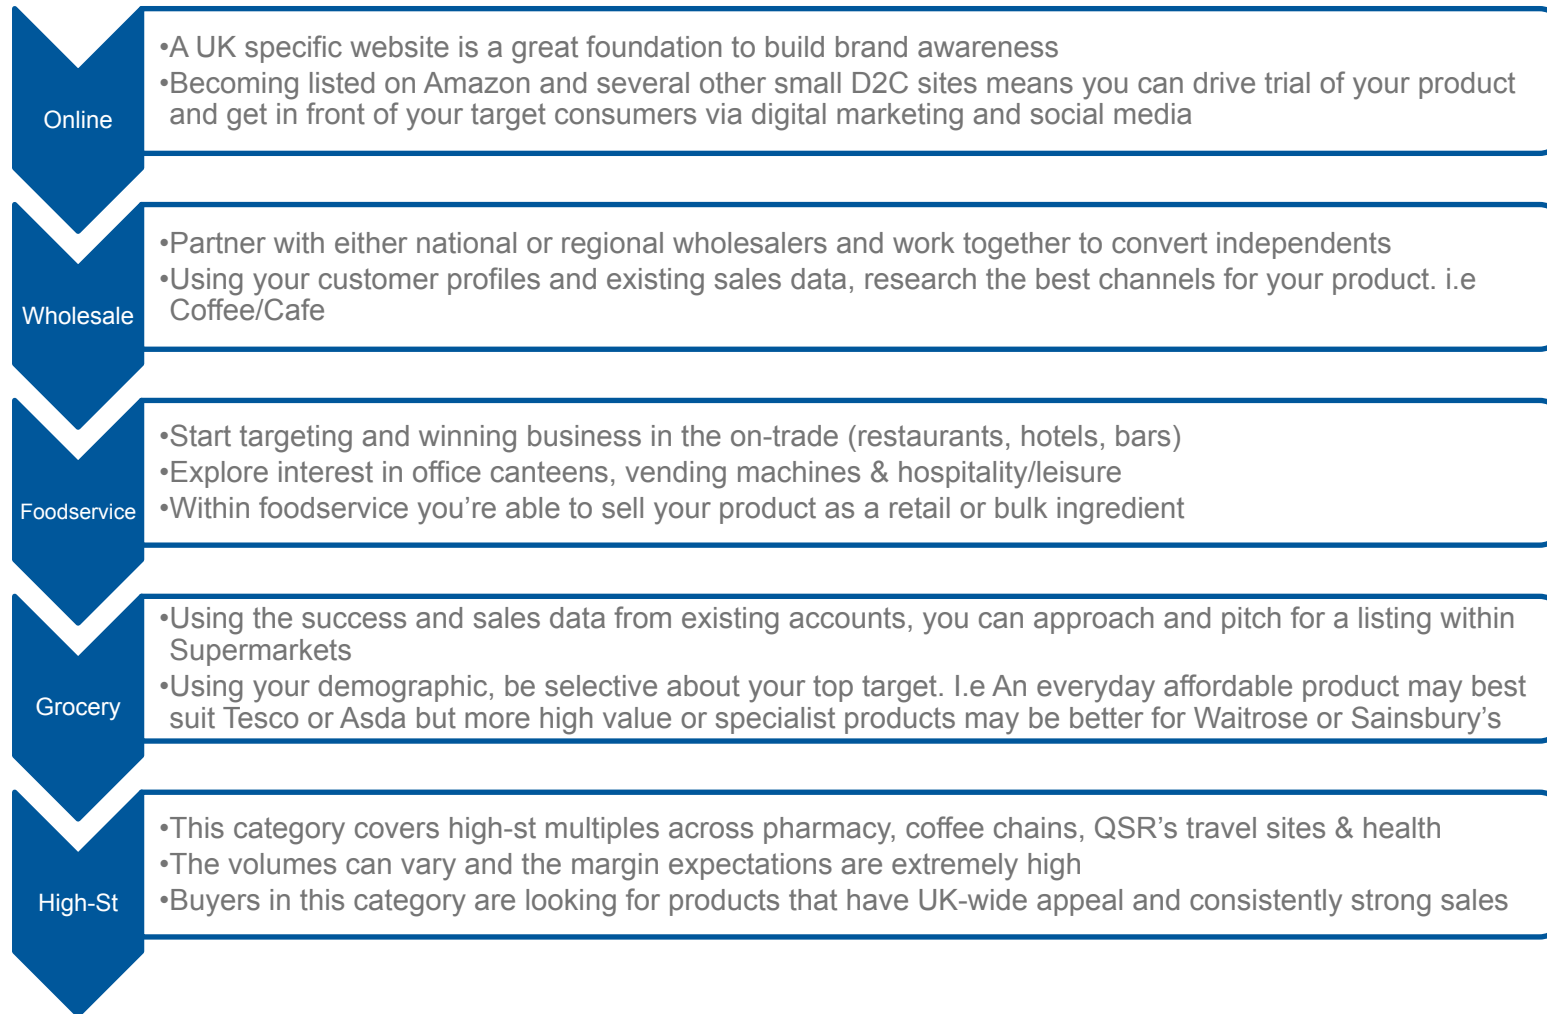 Online
•A UK specific website is a great foundation to build brand awareness
•Becoming listed on Amazon and several other small D2C sites means you can drive trial of your product
and get in front of your target consumers via digital marketing and social media
Wholesale
•Partner with either national or regional wholesalers and work together to convert independents
•Using your customer profiles and existing sales data, research the best channels for your product. i.e
Coffee/Cafe
Foodservice
•Start targeting and winning business in the on-trade (restaurants, hotels, bars)
•Explore interest in office canteens, vending machines & hospitality/leisure
•Within foodservice you’re able to sell your product as a retail or bulk ingredient
Grocery
•Using the success and sales data from existing accounts, you can approach and pitch for a listing within
Supermarkets
•Using your demographic, be selective about your top target. I.e An everyday affordable product may best
suit Tesco or Asda but more high value or specialist products may be better for Waitrose or Sainsbury’s
High-St
•This category covers high-st multiples across pharmacy, coffee chains, QSR’s travel sites & health
•The volumes can vary and the margin expectations are extremely high
•Buyers in this category are looking for products that have UK-wide appeal and consistently strong sales